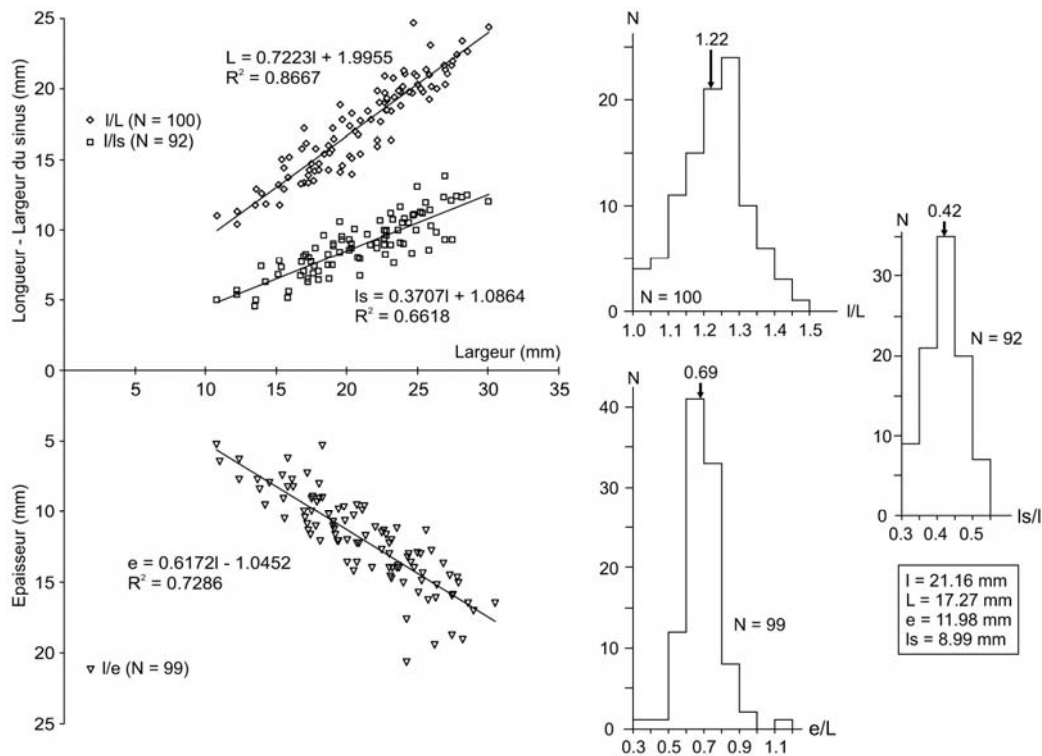 Longueur - Largeur du sinus (mm)
25
20
15
10
5
0
L = 0.7223l + 1.9955
R² = 0.8667
l/L (N = 100)
l/ls (N = 92)
ls = 0.3707l + 1.0864
R² = 0.6618
Largeur (mm)
0 5 10 15 20 25 30 35
Epaisseur (mm)
5
10
15
20
25
e = 0.6172l - 1.0452
R² = 0.7286
l/e (N = 99)
N
1.22
20
10
0
N = 100
l/L
1.0 1.1 1.2 1.3 1.4 1.5
N
0.69
40
30
20
10
0
N = 99
e/L
0.3 0.5 0.7 0.9 1.1
0.42
N
30
20
10
0
N = 92
ls/l
0.3 0.4 0.5
l = 21.16 mm
L = 17.27 mm
e = 11.98 mm
ls = 8.99 mm